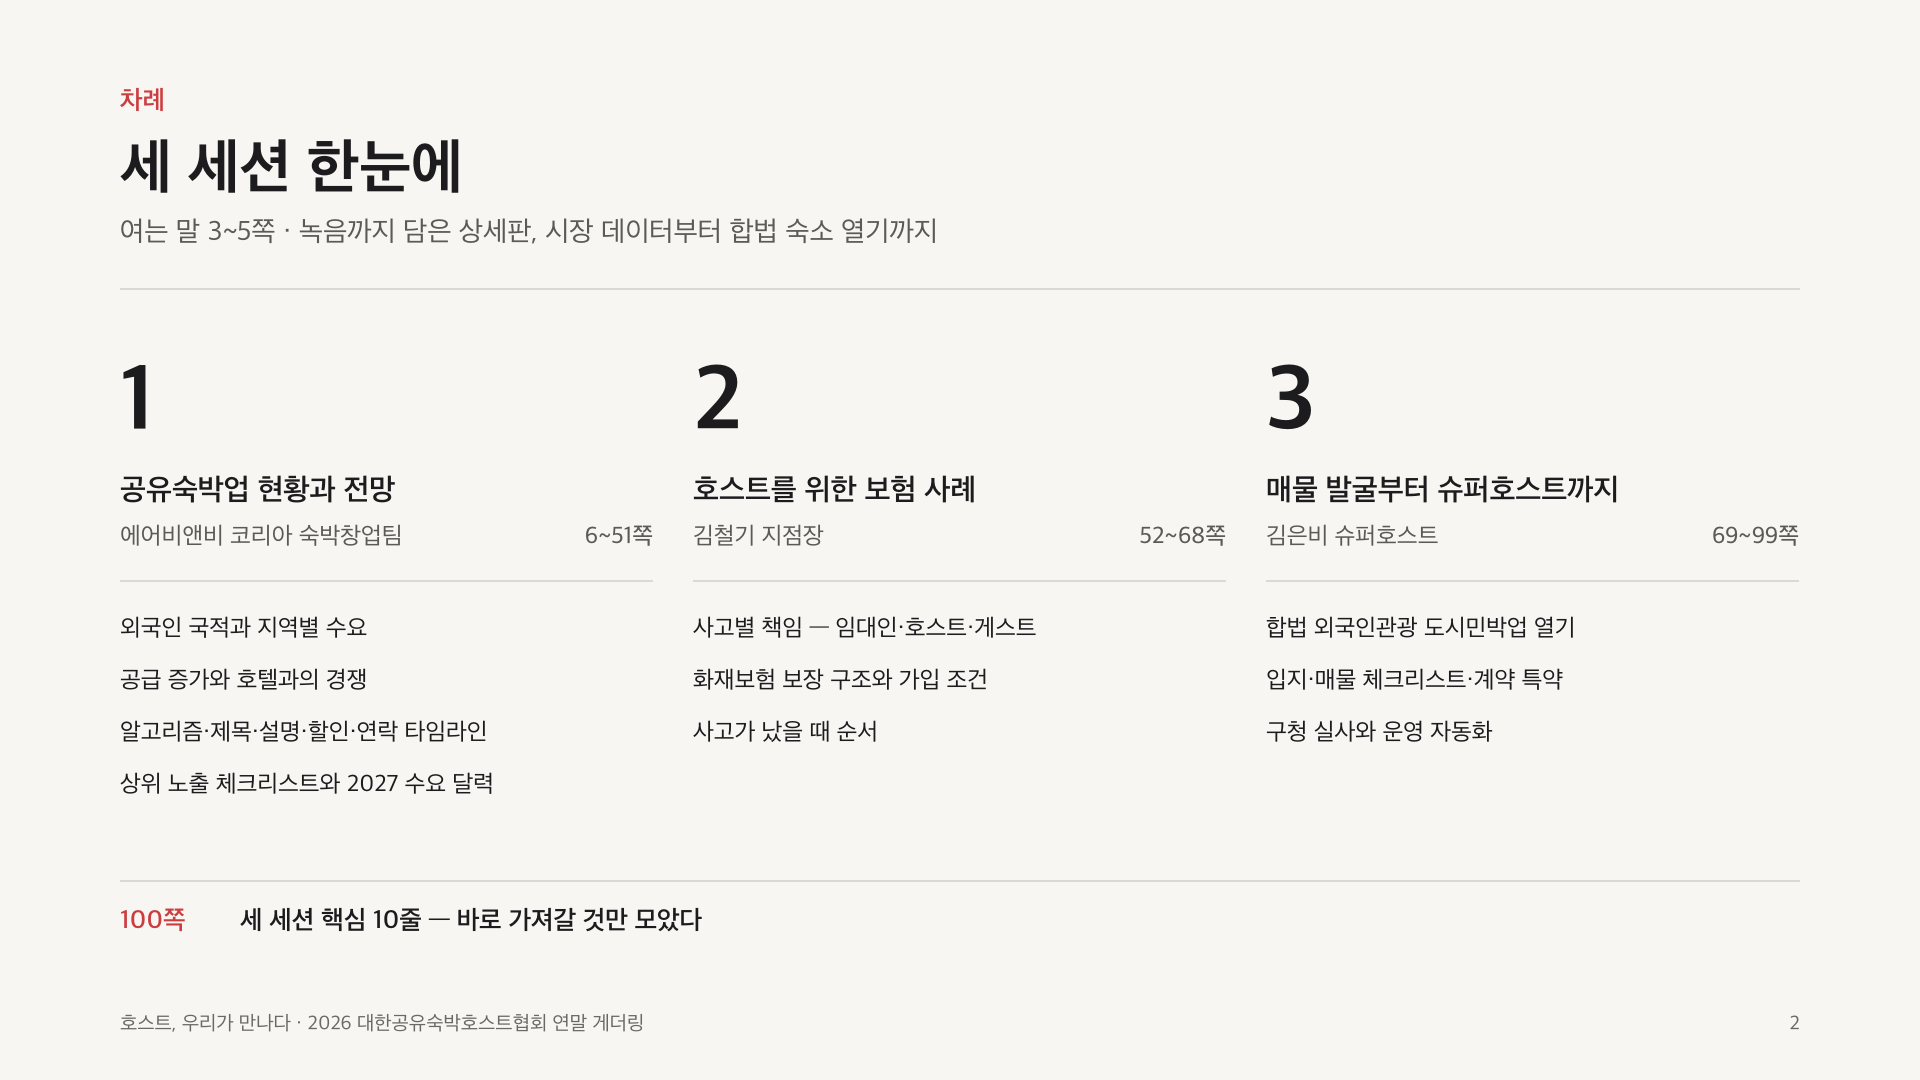 차례
세 세션 한눈에
여는 말 3~5쪽 · 녹음까지 담은 상세판, 시장 데이터부터 합법 숙소 열기까지
1
공유숙박업 현황과 전망
에어비앤비 코리아 숙박창업팀 6~51쪽
외국인 국적과 지역별 수요
공급 증가와 호텔과의 경쟁
알고리즘·제목·설명·할인·연락 타임라인
상위 노출 체크리스트와 2027 수요 달력
2
호스트를 위한 보험 사례
김철기 지점장 52~68쪽
사고별 책임 — 임대인·호스트·게스트
화재보험 보장 구조와 가입 조건
사고가 났을 때 순서
3
매물 발굴부터 슈퍼호스트까지
김은비 슈퍼호스트 69~99쪽
합법 외국인관광 도시민박업 열기
입지·매물 체크리스트·계약 특약
구청 실사와 운영 자동화
100쪽 세 세션 핵심 10줄 — 바로 가져갈 것만 모았다
호스트, 우리가 만나다 · 2026 대한공유숙박호스트협회 연말 게더링
2